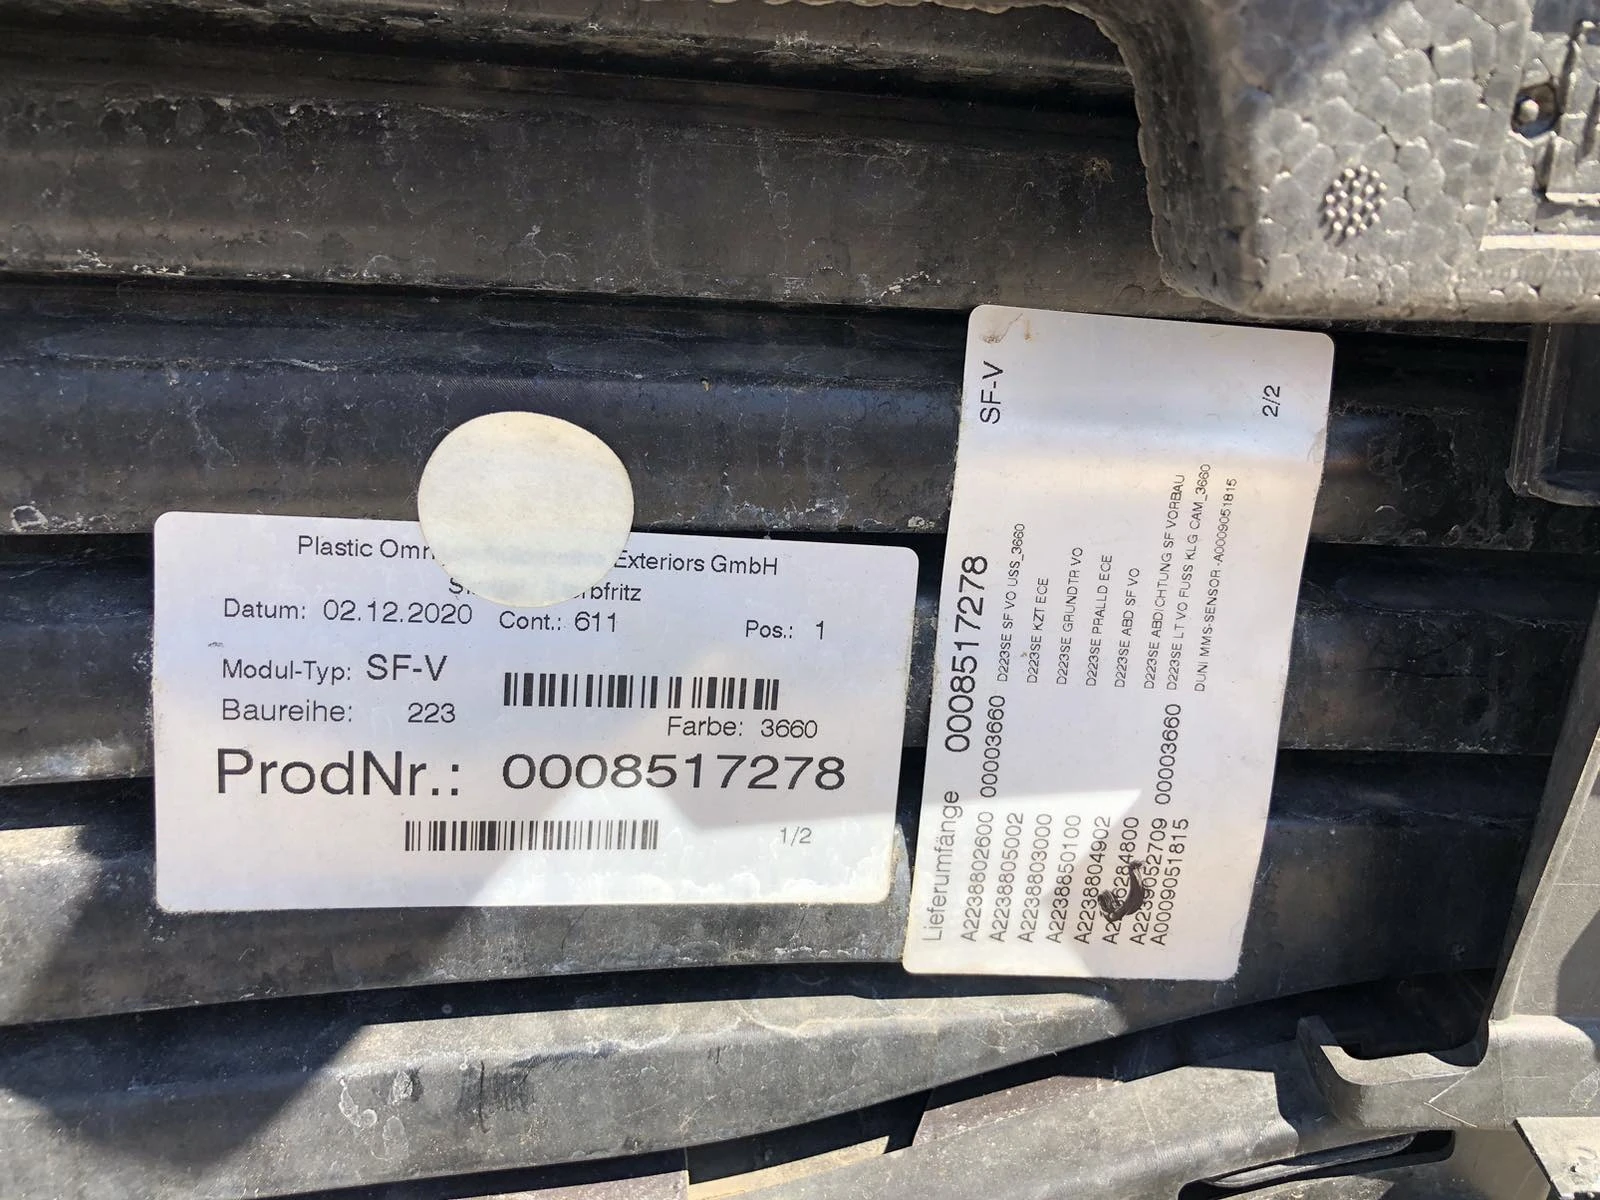 Plastic Exteriors GmbH
Datum: 02.12.2020 Cont.: 611 Pos.: 1
Modul-Typ: SF-V
Baureihe: 223 Farbe: 3660
ProdNr.: 0008517278
1/2
SF-V 2/2
Lieferumfänge 0008517278
A2238802600 00003660 D223SE SF VO USS_3660
A2238805002 D223SE KZT ECE
A2238803000 D223SE GRUNDTR VO
A2238850100 D223SE PRALLD ECE
A2238804902 D223SE ABD SF VO
D223SE ABDICHTUNG SF VORBAU
A2239052709 00003660 D223SE LT VO FUSS KLG CAM_3660
A0009051815 DUNI MMS-SENSOR-A0009051815